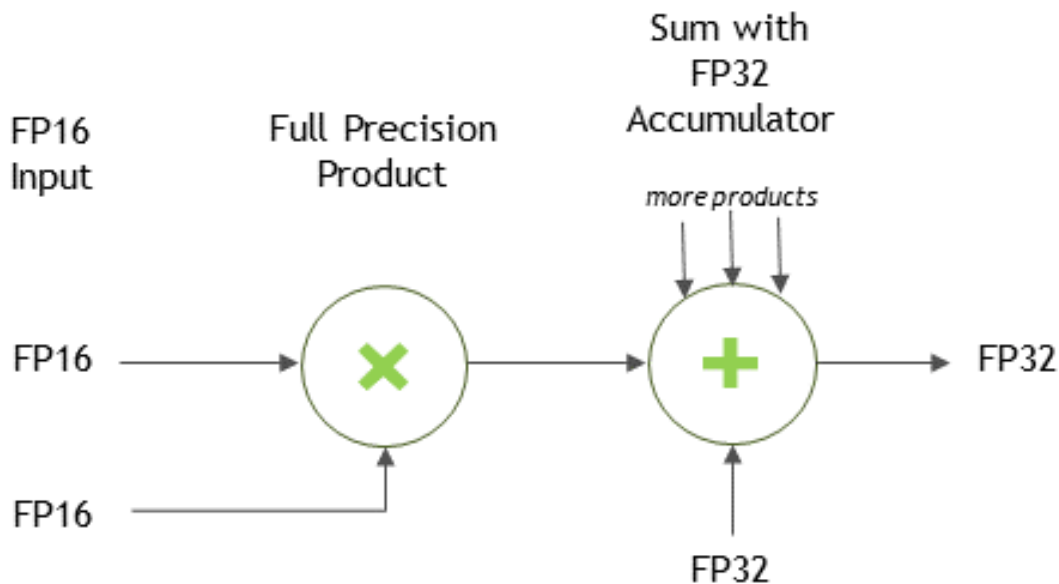 Sum with
FP32
Accumulator
FP16
Input
Full Precision
Product
more products
FP16
FP32
FP16
FP32